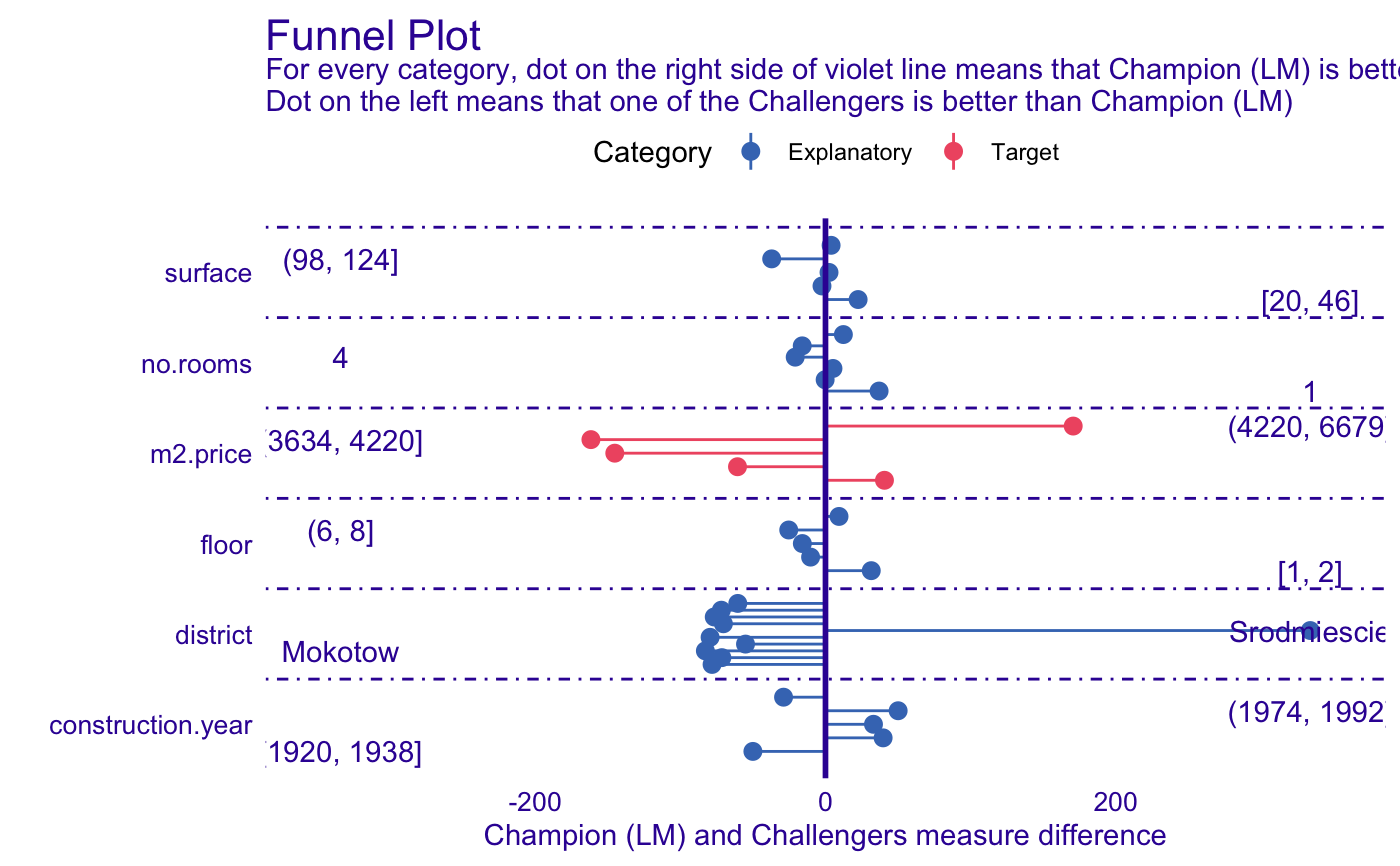 Funnel Plot
For every category, dot on the right side of violet line means that Champion (LM) is bett
Dot on the left means that one of the Challengers is better than Champion (LM)
Category Explanatory Target
surface (98, 124] [20, 46]
no.rooms 4 1
m2.price 3634, 4220] (4220, 6679]
floor (6, 8] [1, 2]
district Mokotow Srodmiescie
construction.year 1920, 1938] (1974, 1992]
-200 0 200
Champion (LM) and Challengers measure difference